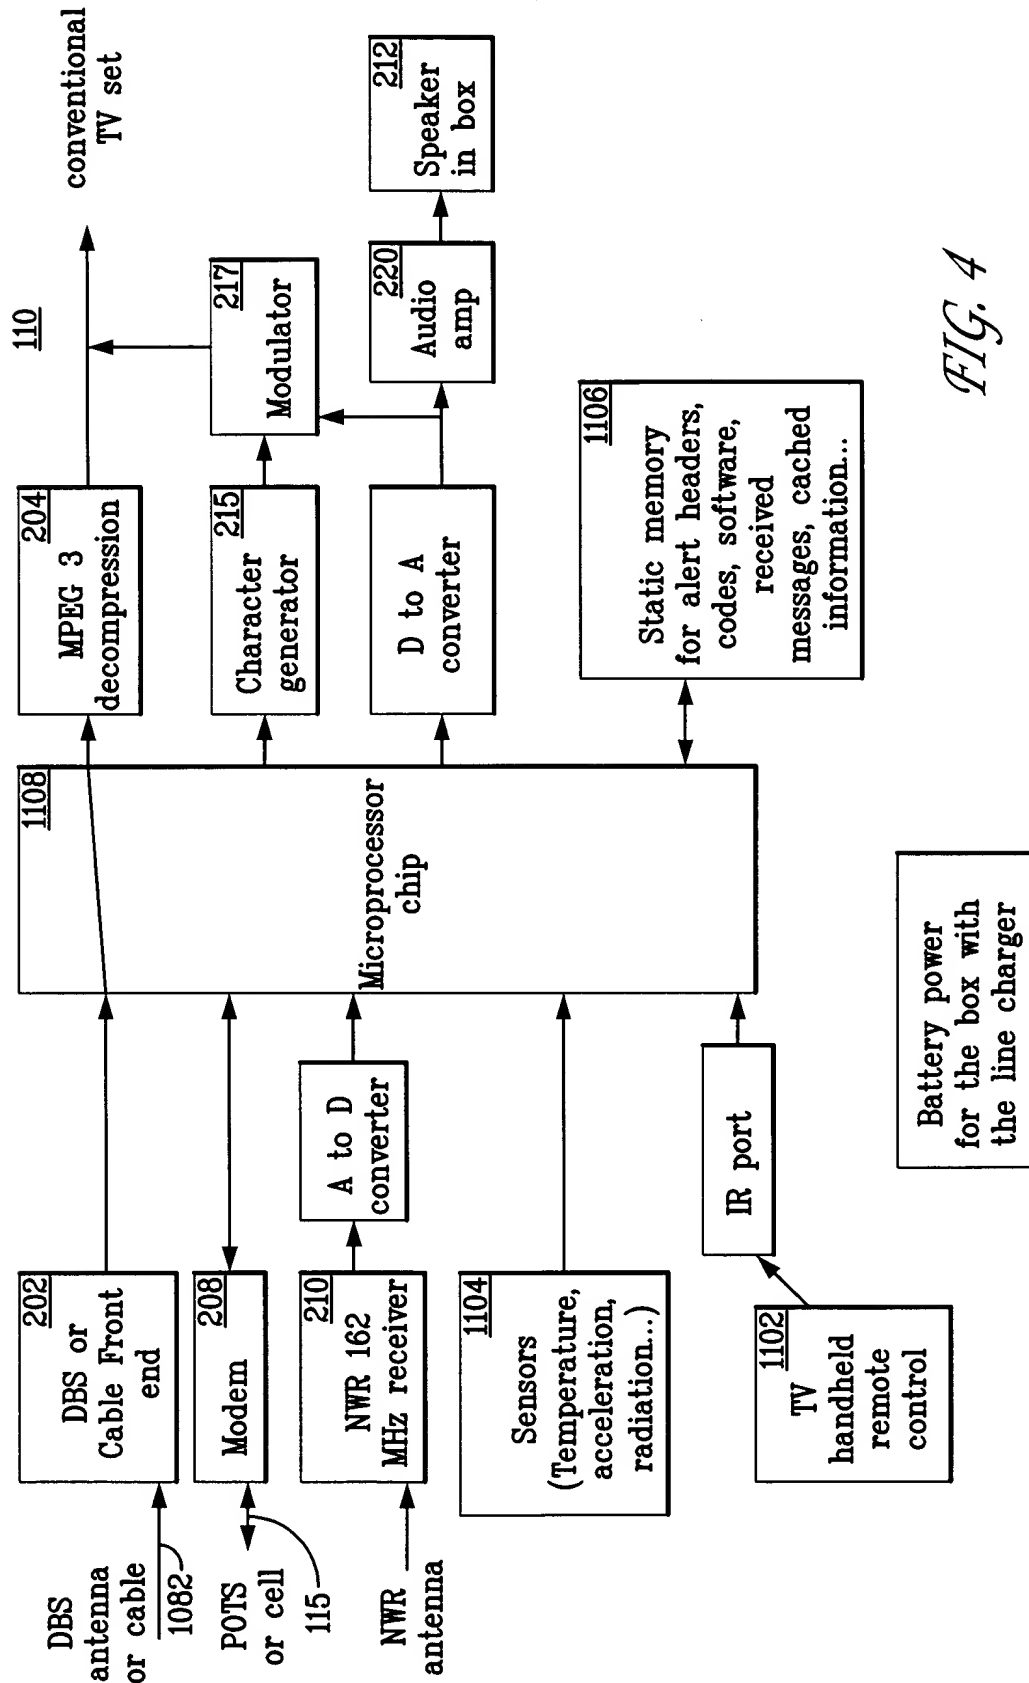 110
DBS
antenna
or cable
1082
202
DBS or
Cable Front
end
1108
Microprocessor
chip
204
MPEG 3
decompression
conventional
TV set
POTS
or cell
115
208
Modem
215
Character
generator
217
Modulator
NWR
antenna
210
NWR 162
MHz receiver
A to D
converter
D to A
converter
220
Audio
amp
212
Speaker
in box
1104
Sensors
(Temperature,
acceleration,
radiation...)
1106
Static memory
for alert headers,
codes, software,
received
messages, cached
information...
1102
TV
handheld
remote
control
IR port
Battery power
for the box with
the line charger
FIG. 4